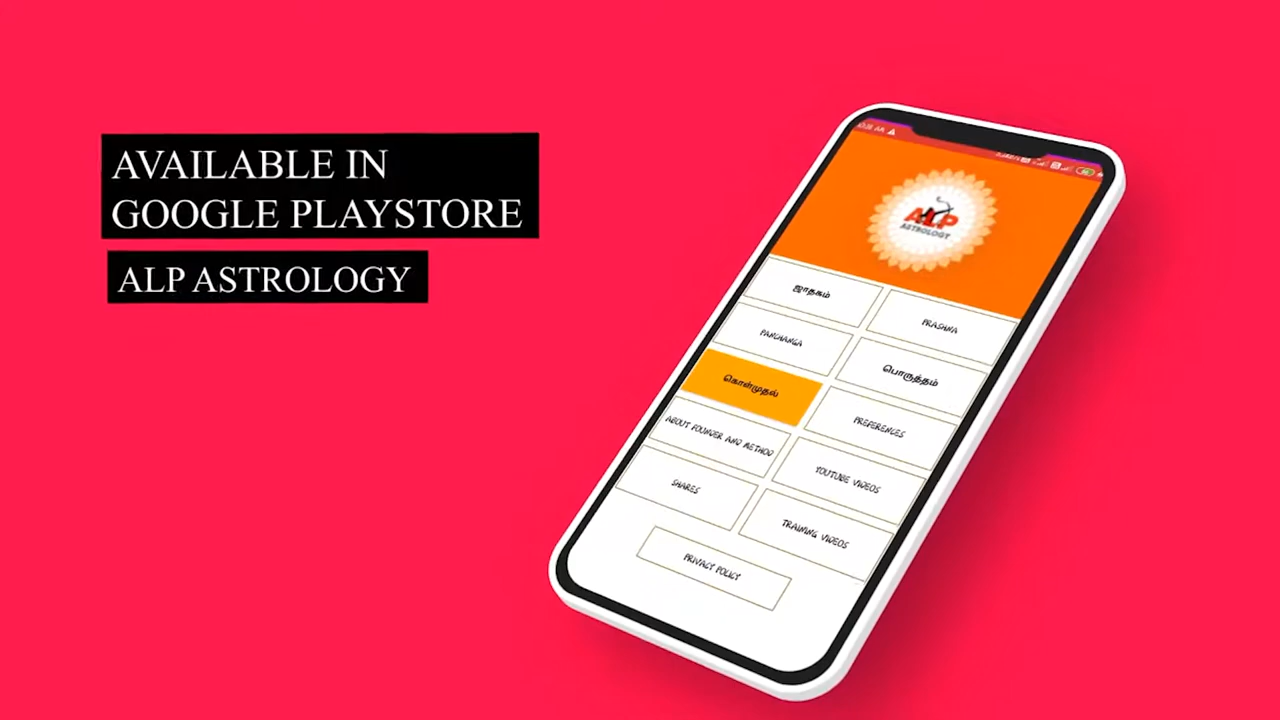 AVAILABLE IN
GOOGLE PLAYSTORE
ALP ASTROLOGY
ALP
ASTROLOGY
ஜாதகம்
PRASHNA
PANCHANGA
பொருத்தம்
கொள்முதல்
PREFERENCES
ABOUT FOUNDER AND METHOD
YOUTUBE VIDEOS
SHARES
TRAINING VIDEOS
PRIVACY POLICY